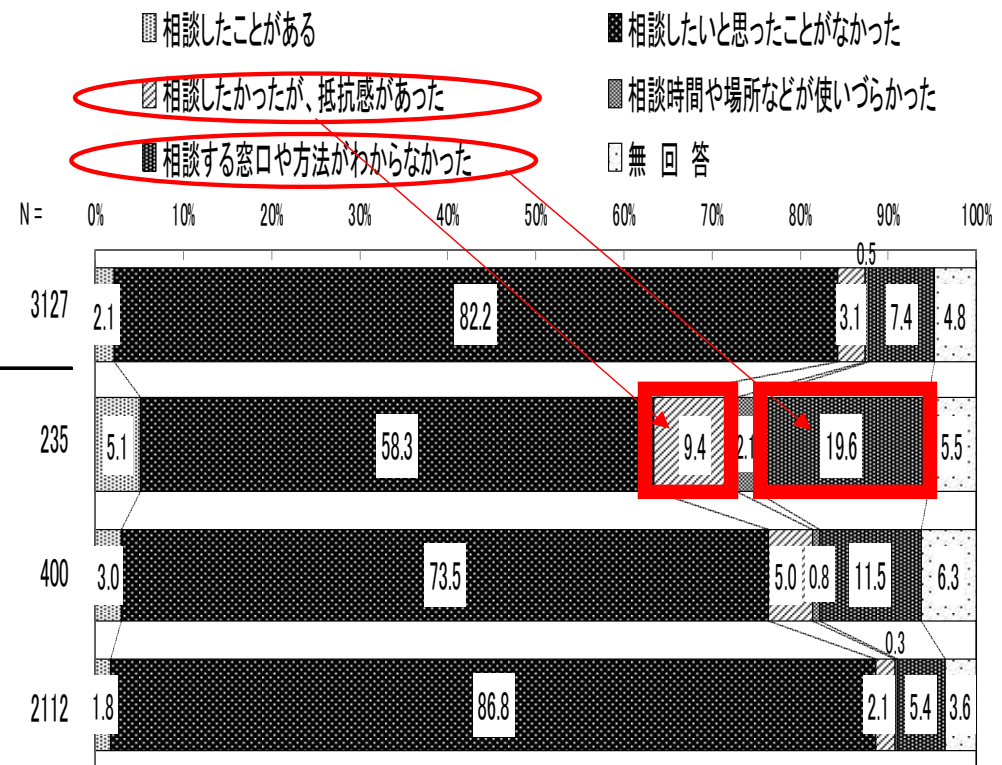 相談したことがある
相談したいと思ったことがなかった
相談したかったが、抵抗感があった
相談時間や場所などが使いづらかった
相談する窓口や方法がわからなかった
無 回 答
N = 0% 10% 20% 30% 40% 50% 60% 70% 80% 90% 100%
0.5
3127 2.1 82.2 3.1 7.4 4.8
235 5.1 58.3 9.4 2.1 19.6 5.5
400 3.0 73.5 5.0 0.8 11.5 6.3
0.3
2112 1.8 86.8 2.1 5.4 3.6